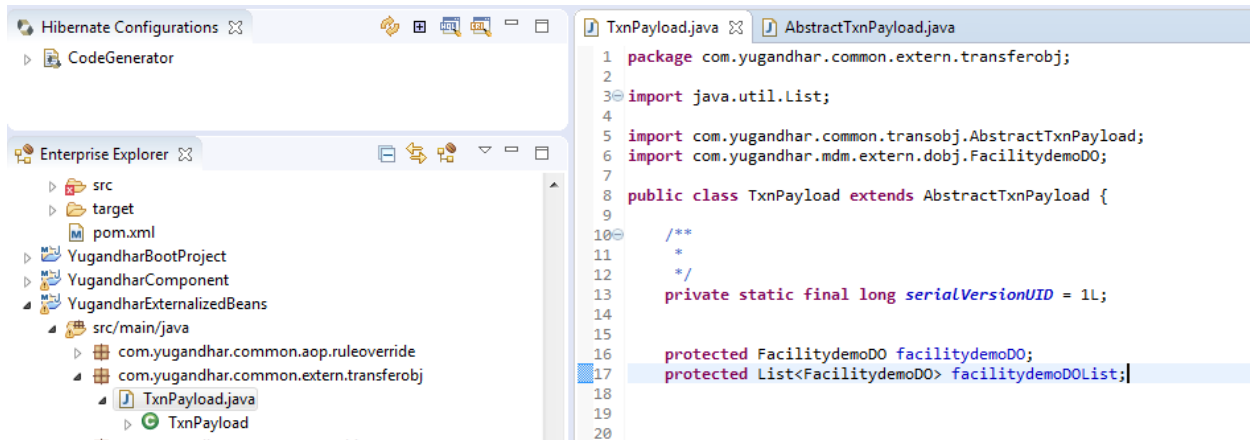 Hibernate Configurations
CodeGenerator
Enterprise Explorer
src
target
pom.xml
YugandharBootProject
YugandharComponent
YugandharExternalizedBeans
src/main/java
com.yugandhar.common.aop.ruleoverride
com.yugandhar.common.extern.transferobj
TxnPayload.java
TxnPayload
TxnPayload.java AbstractTxnPayload.java
1 package com.yugandhar.common.extern.transferobj;
2
3 import java.util.List;
4
5 import com.yugandhar.common.transobj.AbstractTxnPayload;
6 import com.yugandhar.mdm.extern.dobj.FacilitydemoDO;
7
8 public class TxnPayload extends AbstractTxnPayload {
9
10 /**
11 *
12 */
13 private static final long serialVersionUID = 1L;
14
15
16 protected FacilitydemoDO facilitydemoDO;
17 protected List<FacilitydemoDO> facilitydemoDOList;
18
19
20